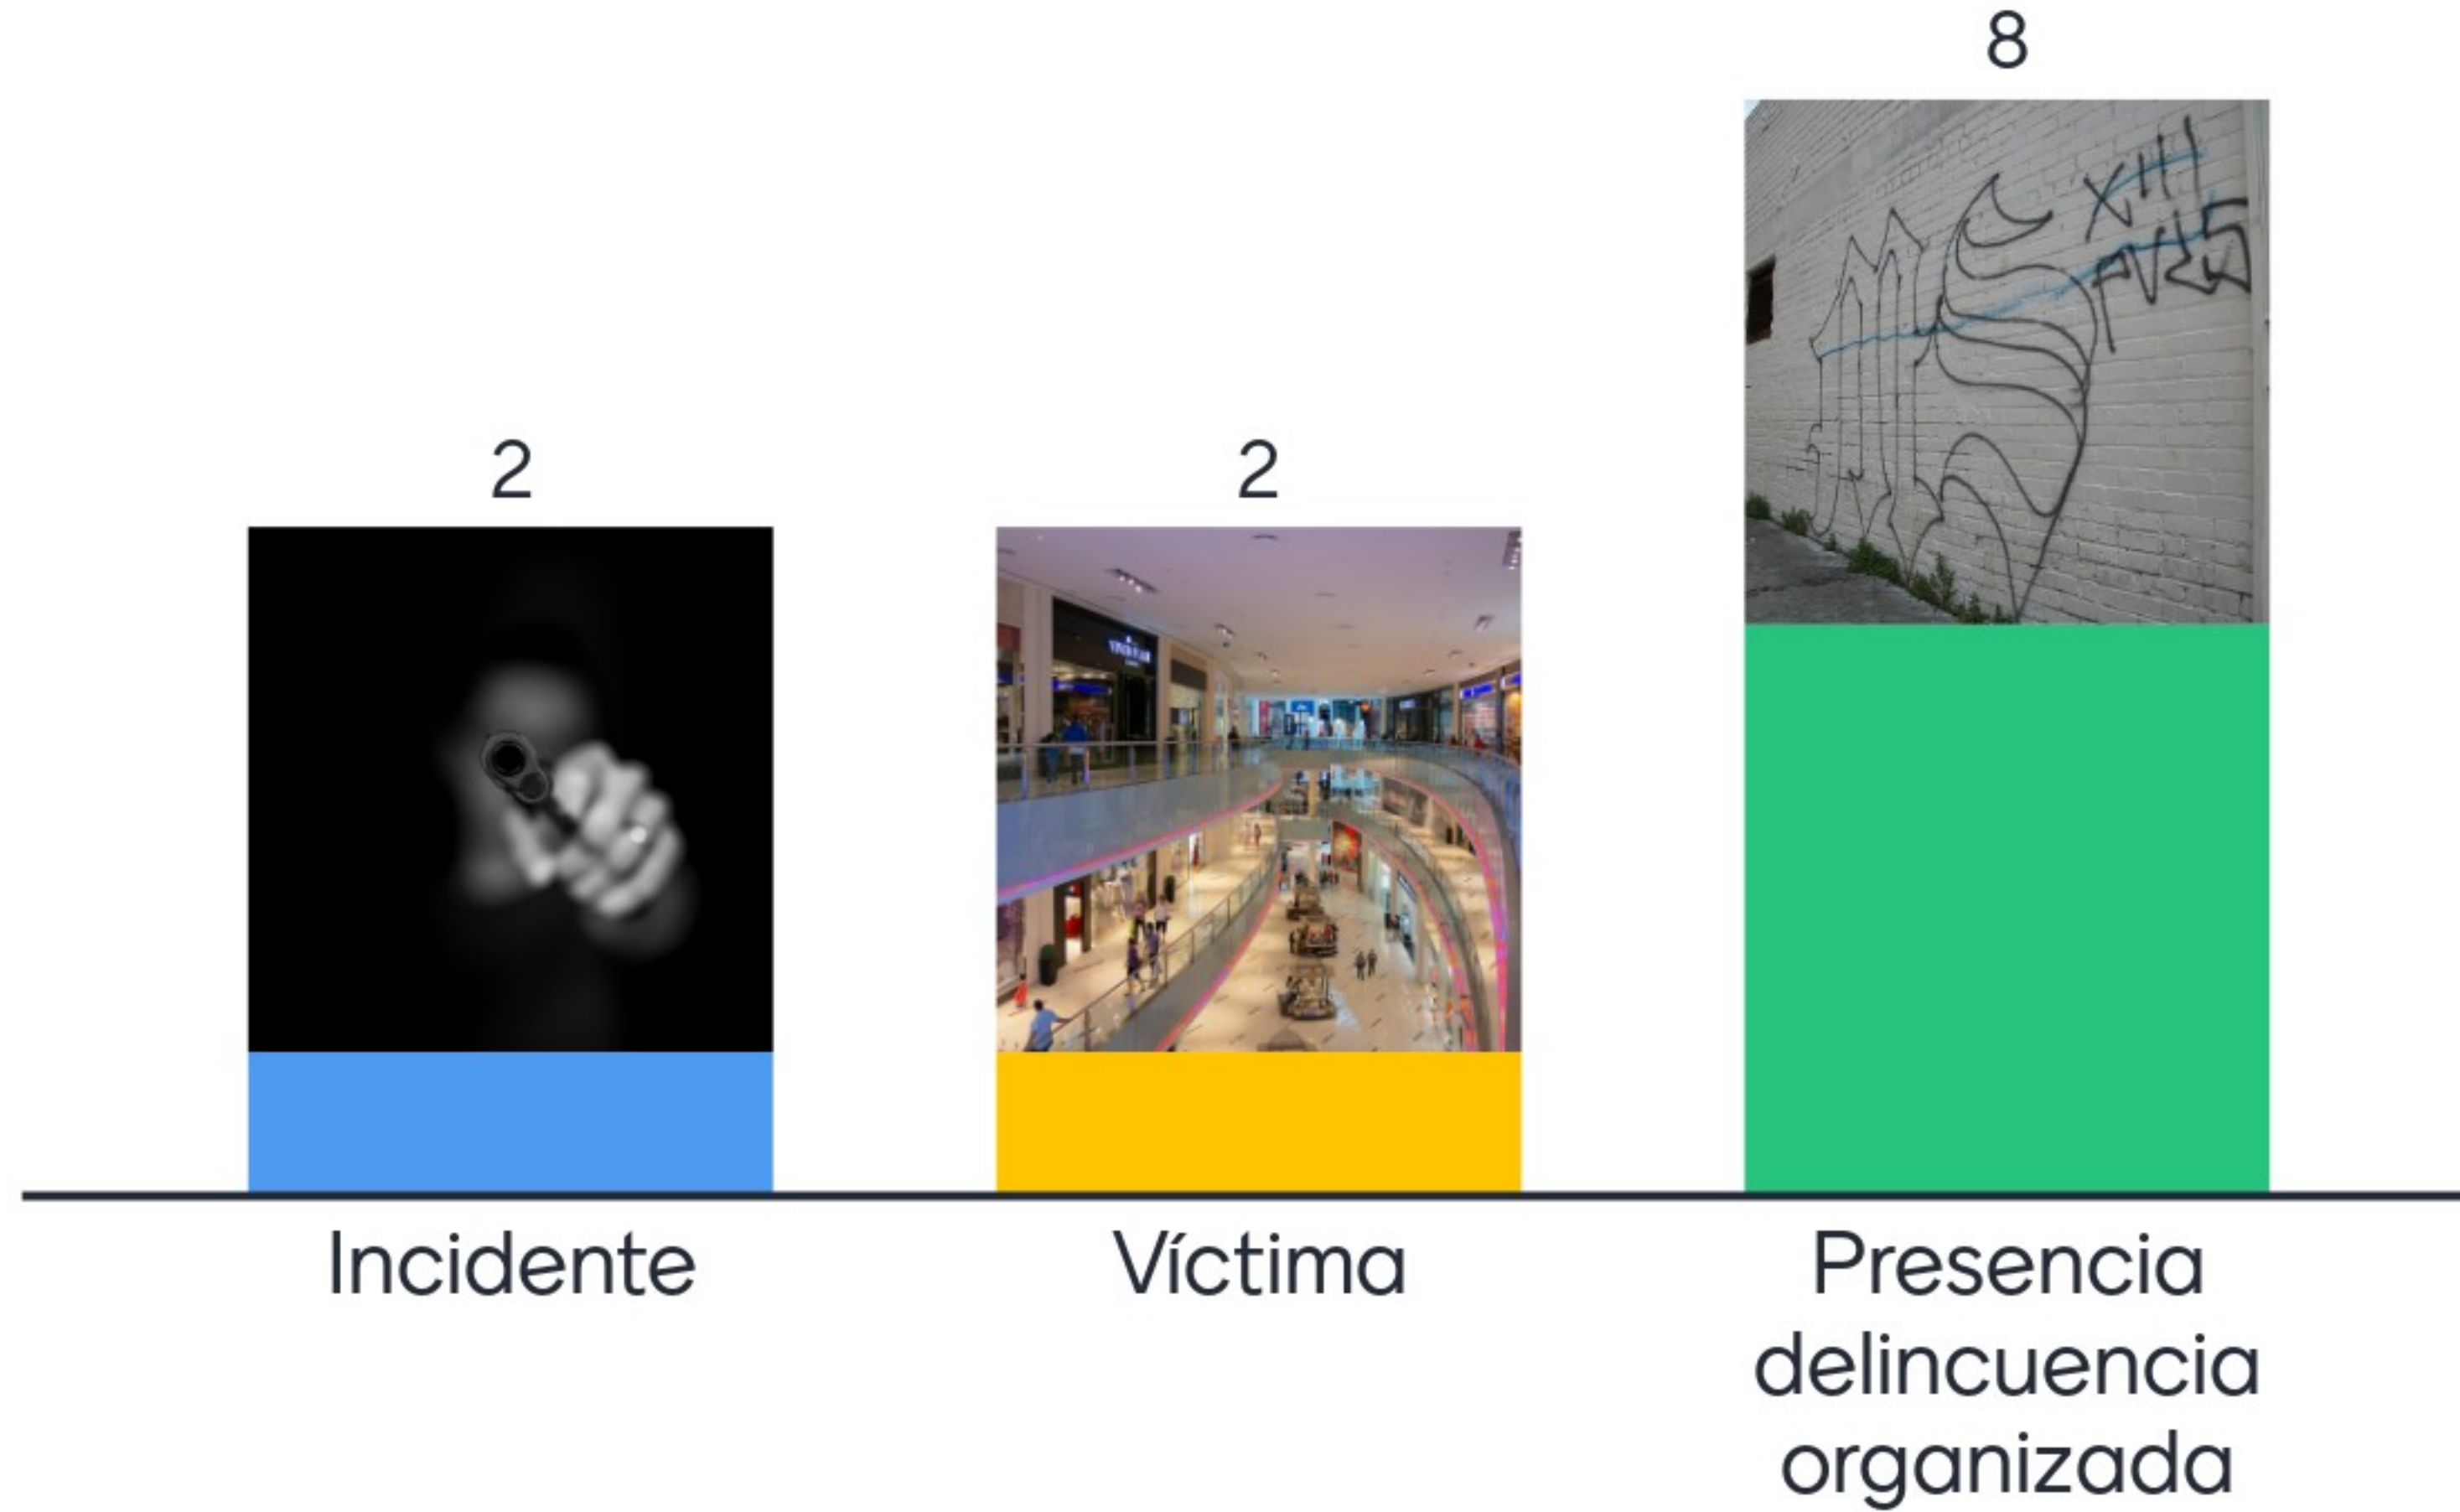 8
2
2
MS
XIII
Incidente
Víctima
Presencia
delincuencia
organizada